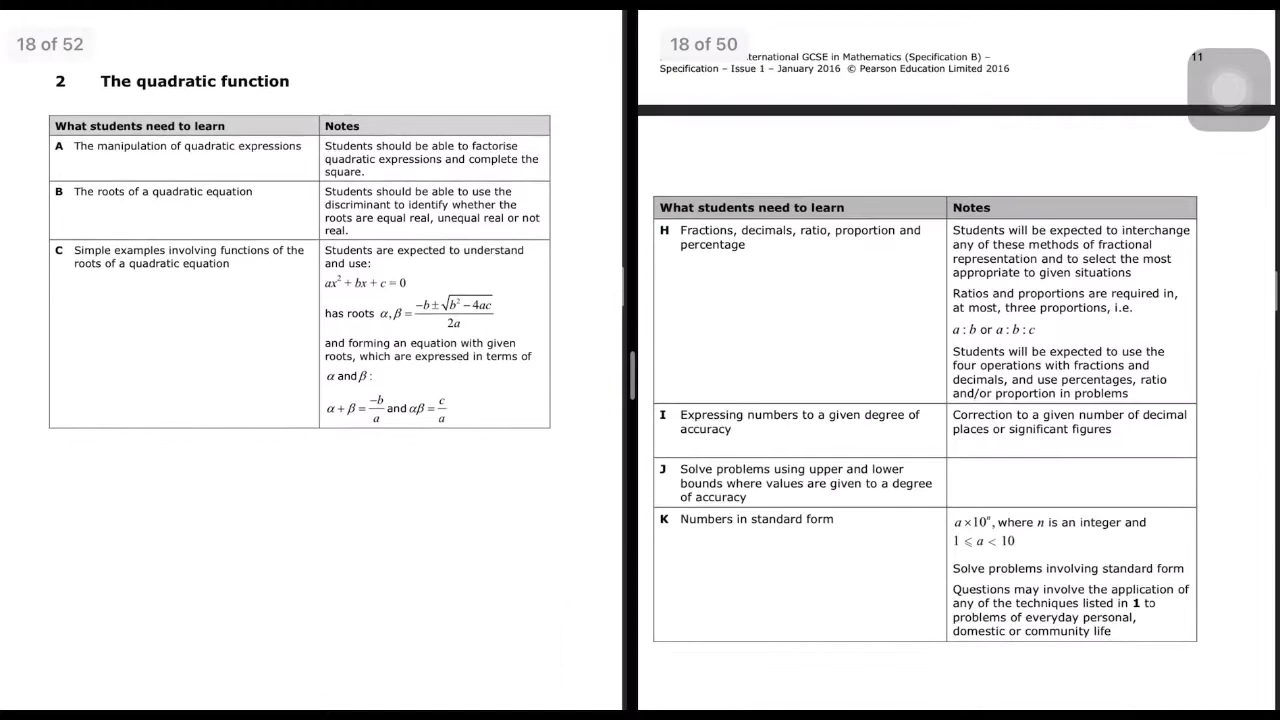 18 of 52
2 The quadratic function
What students need to learn
Notes
A The manipulation of quadratic expressions
Students should be able to factorise
quadratic expressions and complete the
square.
B The roots of a quadratic equation
Students should be able to use the
discriminant to identify whether the
roots are equal real, unequal real or not
real.
C Simple examples involving functions of the
roots of a quadratic equation
Students are expected to understand
and use:
ax² + bx + c = 0
has roots α, β = (−b ± √(b² − 4ac)) / 2a
and forming an equation with given
roots, which are expressed in terms of
α and β :
α + β = −b/a and αβ = c/a
18 of 50
ternational GCSE in Mathematics (Specification B) –
Specification – Issue 1 – January 2016 © Pearson Education Limited 2016
11
What students need to learn
Notes
H Fractions, decimals, ratio, proportion and
percentage
Students will be expected to interchange
any of these methods of fractional
representation and to select the most
appropriate to given situations
Ratios and proportions are required in,
at most, three proportions, i.e.
a : b or a : b : c
Students will be expected to use the
four operations with fractions and
decimals, and use percentages, ratio
and/or proportion in problems
I Expressing numbers to a given degree of
accuracy
Correction to a given number of decimal
places or significant figures
J Solve problems using upper and lower
bounds where values are given to a degree
of accuracy
K Numbers in standard form
a × 10ⁿ, where n is an integer and
1 ⩽ a < 10
Solve problems involving standard form
Questions may involve the application of
any of the techniques listed in 1 to
problems of everyday personal,
domestic or community life